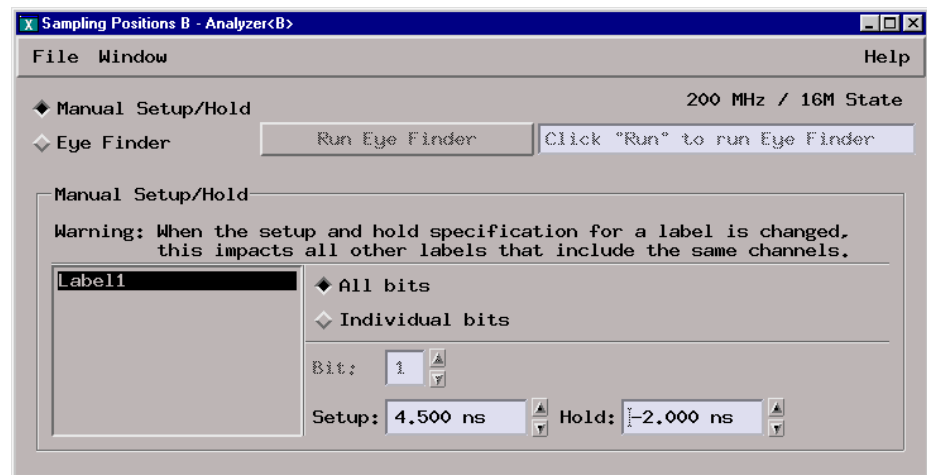 Sampling Positions B - Analyzer<B>
File Window Help
Manual Setup/Hold
200 MHz / 16M State
Eye Finder
Run Eye Finder
Click "Run" to run Eye Finder
Manual Setup/Hold
Warning: When the setup and hold specification for a label is changed,
this impacts all other labels that include the same channels.
Label1
All bits
Individual bits
Bit: 1
Setup: 4.500 ns Hold: -2.000 ns